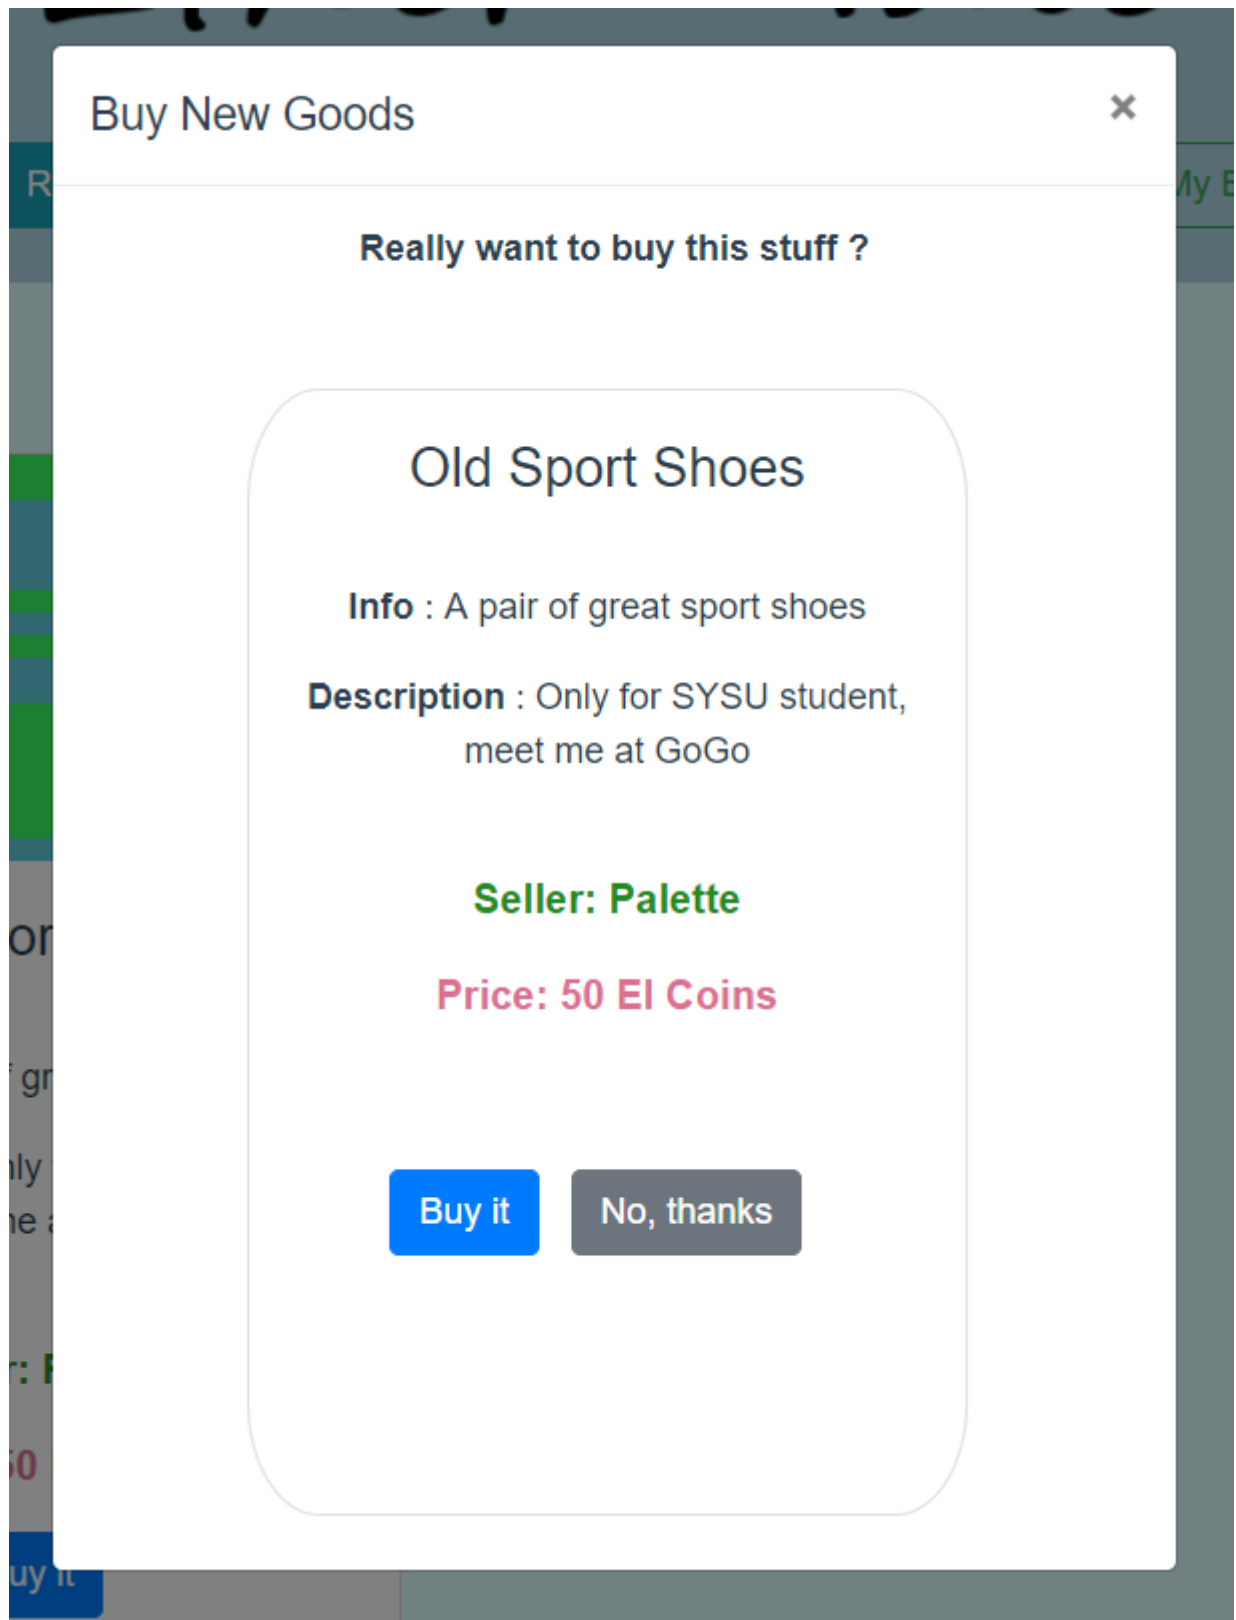 Buy New Goods
×
Really want to buy this stuff ?
Old Sport Shoes
Info : A pair of great sport shoes
Description : Only for SYSU student,
meet me at GoGo
Seller: Palette
Price: 50 EI Coins
Buy it
No, thanks